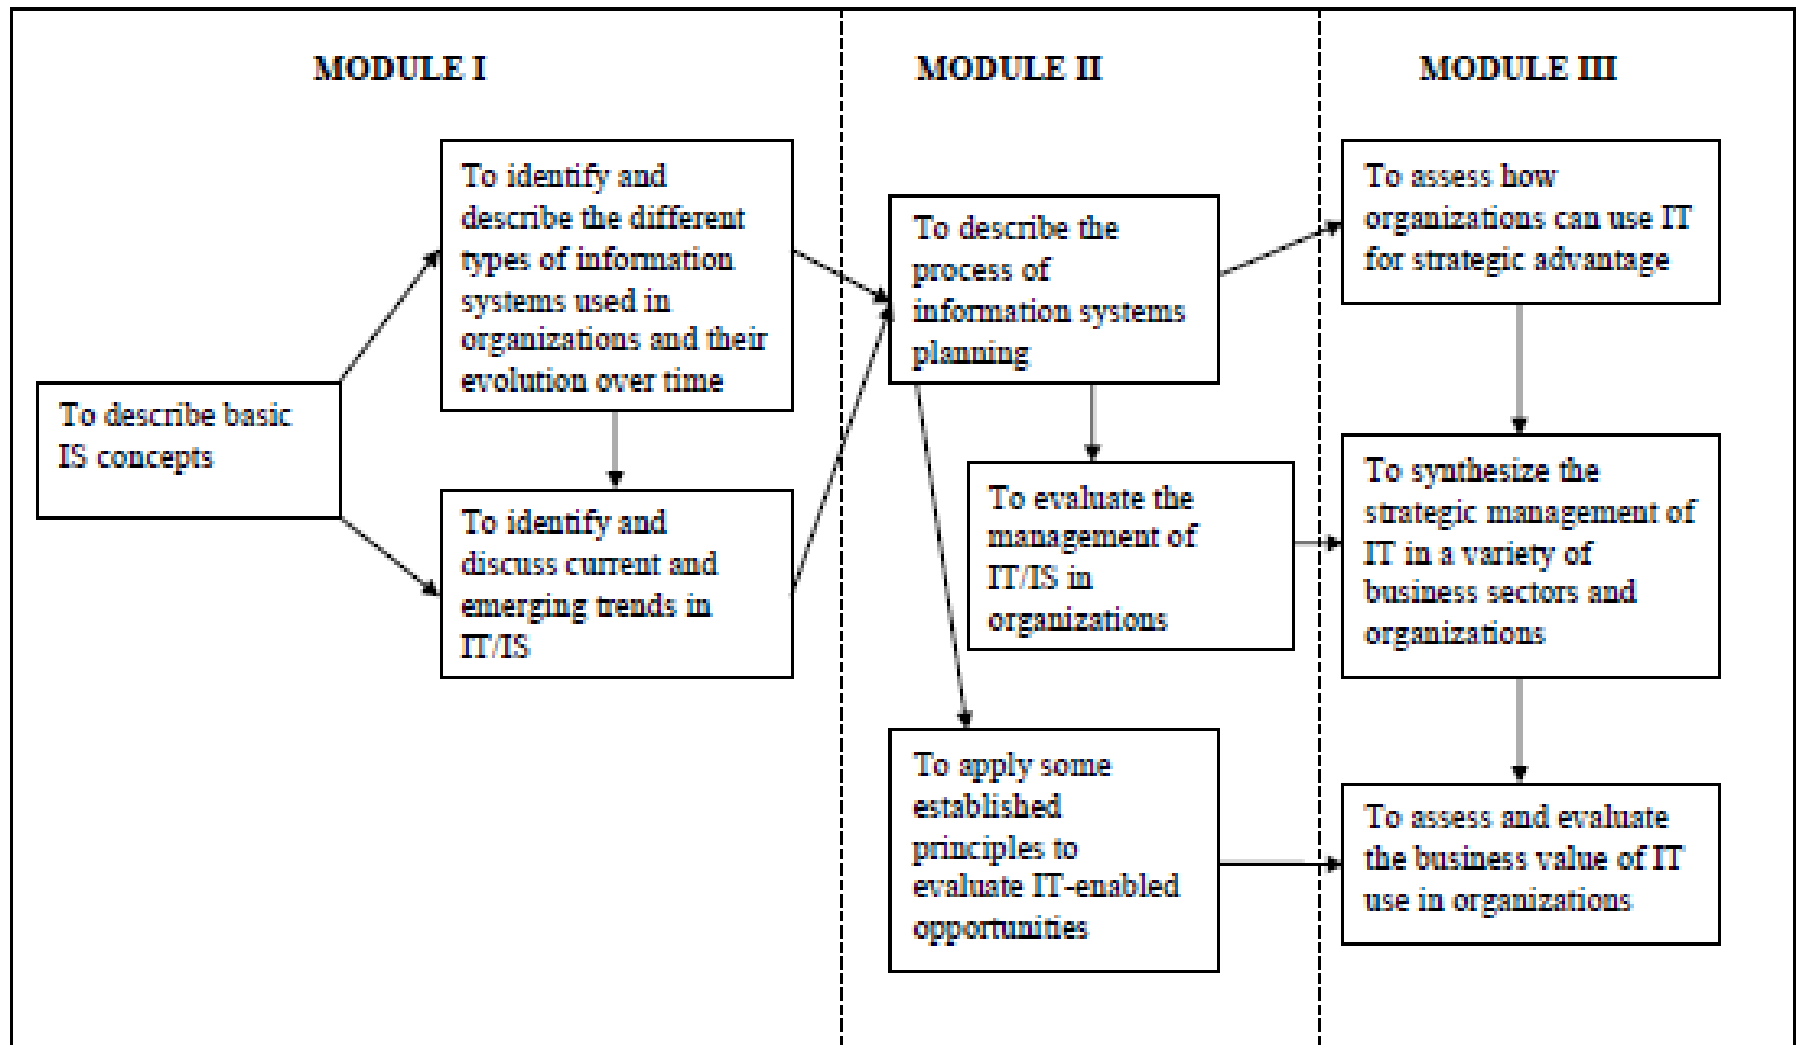 MODULE I
To describe basic
IS concepts
To identify and
describe the different
types of information
systems used in
organizations and their
evolution over time
To identify and
discuss current and
emerging trends in
IT/IS
MODULE II
To describe the
process of
information systems
planning
To evaluate the
management of
IT/IS in
organizations
To apply some
established
principles to
evaluate IT-enabled
opportunities
MODULE III
To assess how
organizations can use IT
for strategic advantage
To synthesize the
strategic management of
IT in a variety of
business sectors and
organizations
To assess and evaluate
the business value of IT
use in organizations